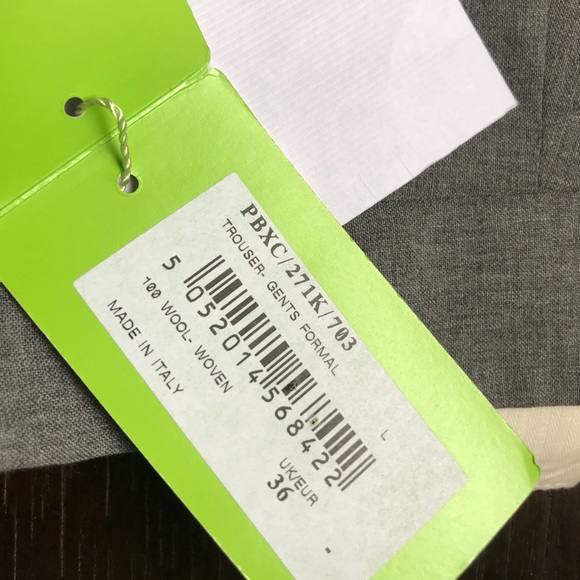 PBXC/271K/703
TROUSER- GENTS FORMAL
L
5 052014 568422
100 WOOL- WOVEN
UK/EUR
MADE IN ITALY
36
-